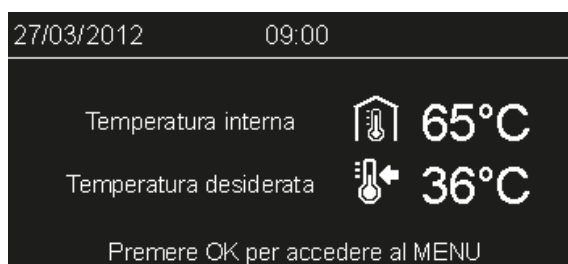 27/03/2012 09:00
Temperatura interna 65°C
Temperatura desiderata 36°C
Premere OK per accedere al MENU